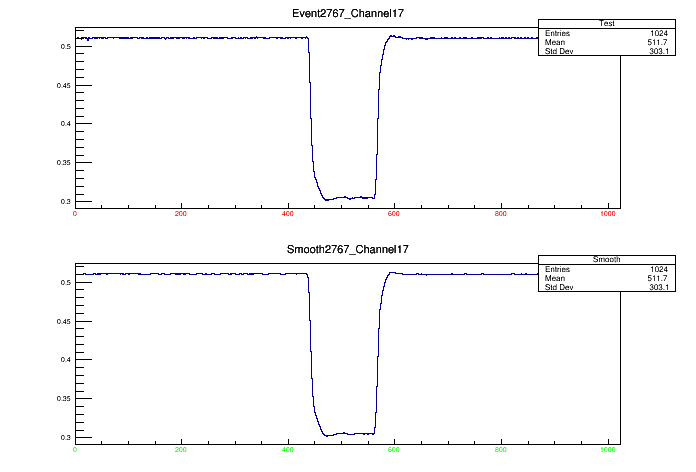 Event2767_Channel17
Test
Entries 1024
Mean 511.7
Std Dev 303.1
0.5
0.45
0.4
0.35
0.3
0 200 400 600 800 1000
Smooth2767_Channel17
Smooth
Entries 1024
Mean 511.7
Std Dev 303.1
0.5
0.45
0.4
0.35
0.3
0 200 400 600 800 1000